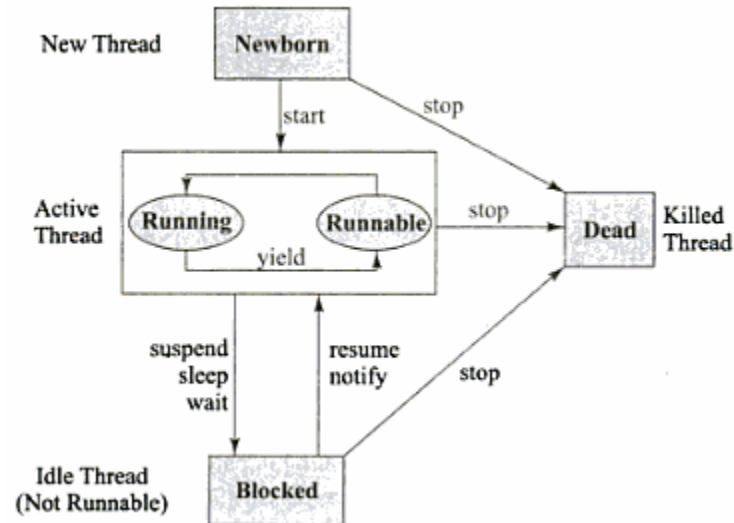 New Thread
Newborn
start
stop
Active
Thread
Running
Runnable
yield
stop
Dead
Killed
Thread
suspend
sleep
wait
resume
notify
stop
Idle Thread
(Not Runnable)
Blocked